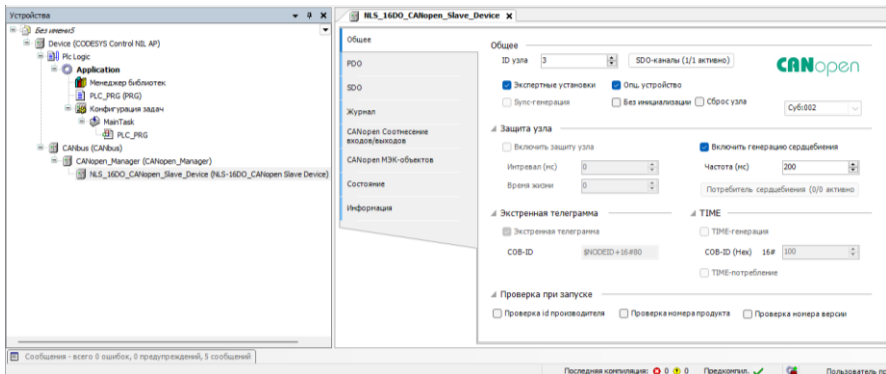 Устройства
Безымени5
Device (CODESYS Control NIL AP)
Plc Logic
Application
Менеджер библиотек
PLC_PRG (PRG)
Конфигурация задач
MainTask
PLC_PRG
CANbus (CANbus)
CANopen_Manager (CANopen_Manager)
NLS_16DO_CANopen_Slave_Device (NLS-16DO_CANopen Slave Device)
Сообщения - всего 0 ошибок, 0 предупреждений, 5 сообщений
NLS_16DO_CANopen_Slave_Device
Общее
PDO
SDO
Журнал
CANopen Соотнесение
входов/выходов
CANopen МЭК-объектов
Состояние
Информация
Общее
ID узла 3 SDO-каналы (1/1 активно)
CANopen
Экспертные установки Опц. устройство
Sync-генерация Без инициализации Сброс узла Суб:002
Защита узла
Включить защиту узла Включить генерацию сердцебиения
Интревал (мс) 0 Частота (мс) 200
Время жизни 0 Потребитель сердцебиения (0/0 активно
Экстренная телеграмма TIME
Экстренная телеграмма TIME-генерация
COB-ID $NODEID+16#80 COB-ID (Hex) 16# 100
TIME-потребление
Проверка при запуске
Проверка id производителя Проверка номера продукта Проверка номера версии
Последняя компиляция: 0 0 Предкомпил. Пользователь по